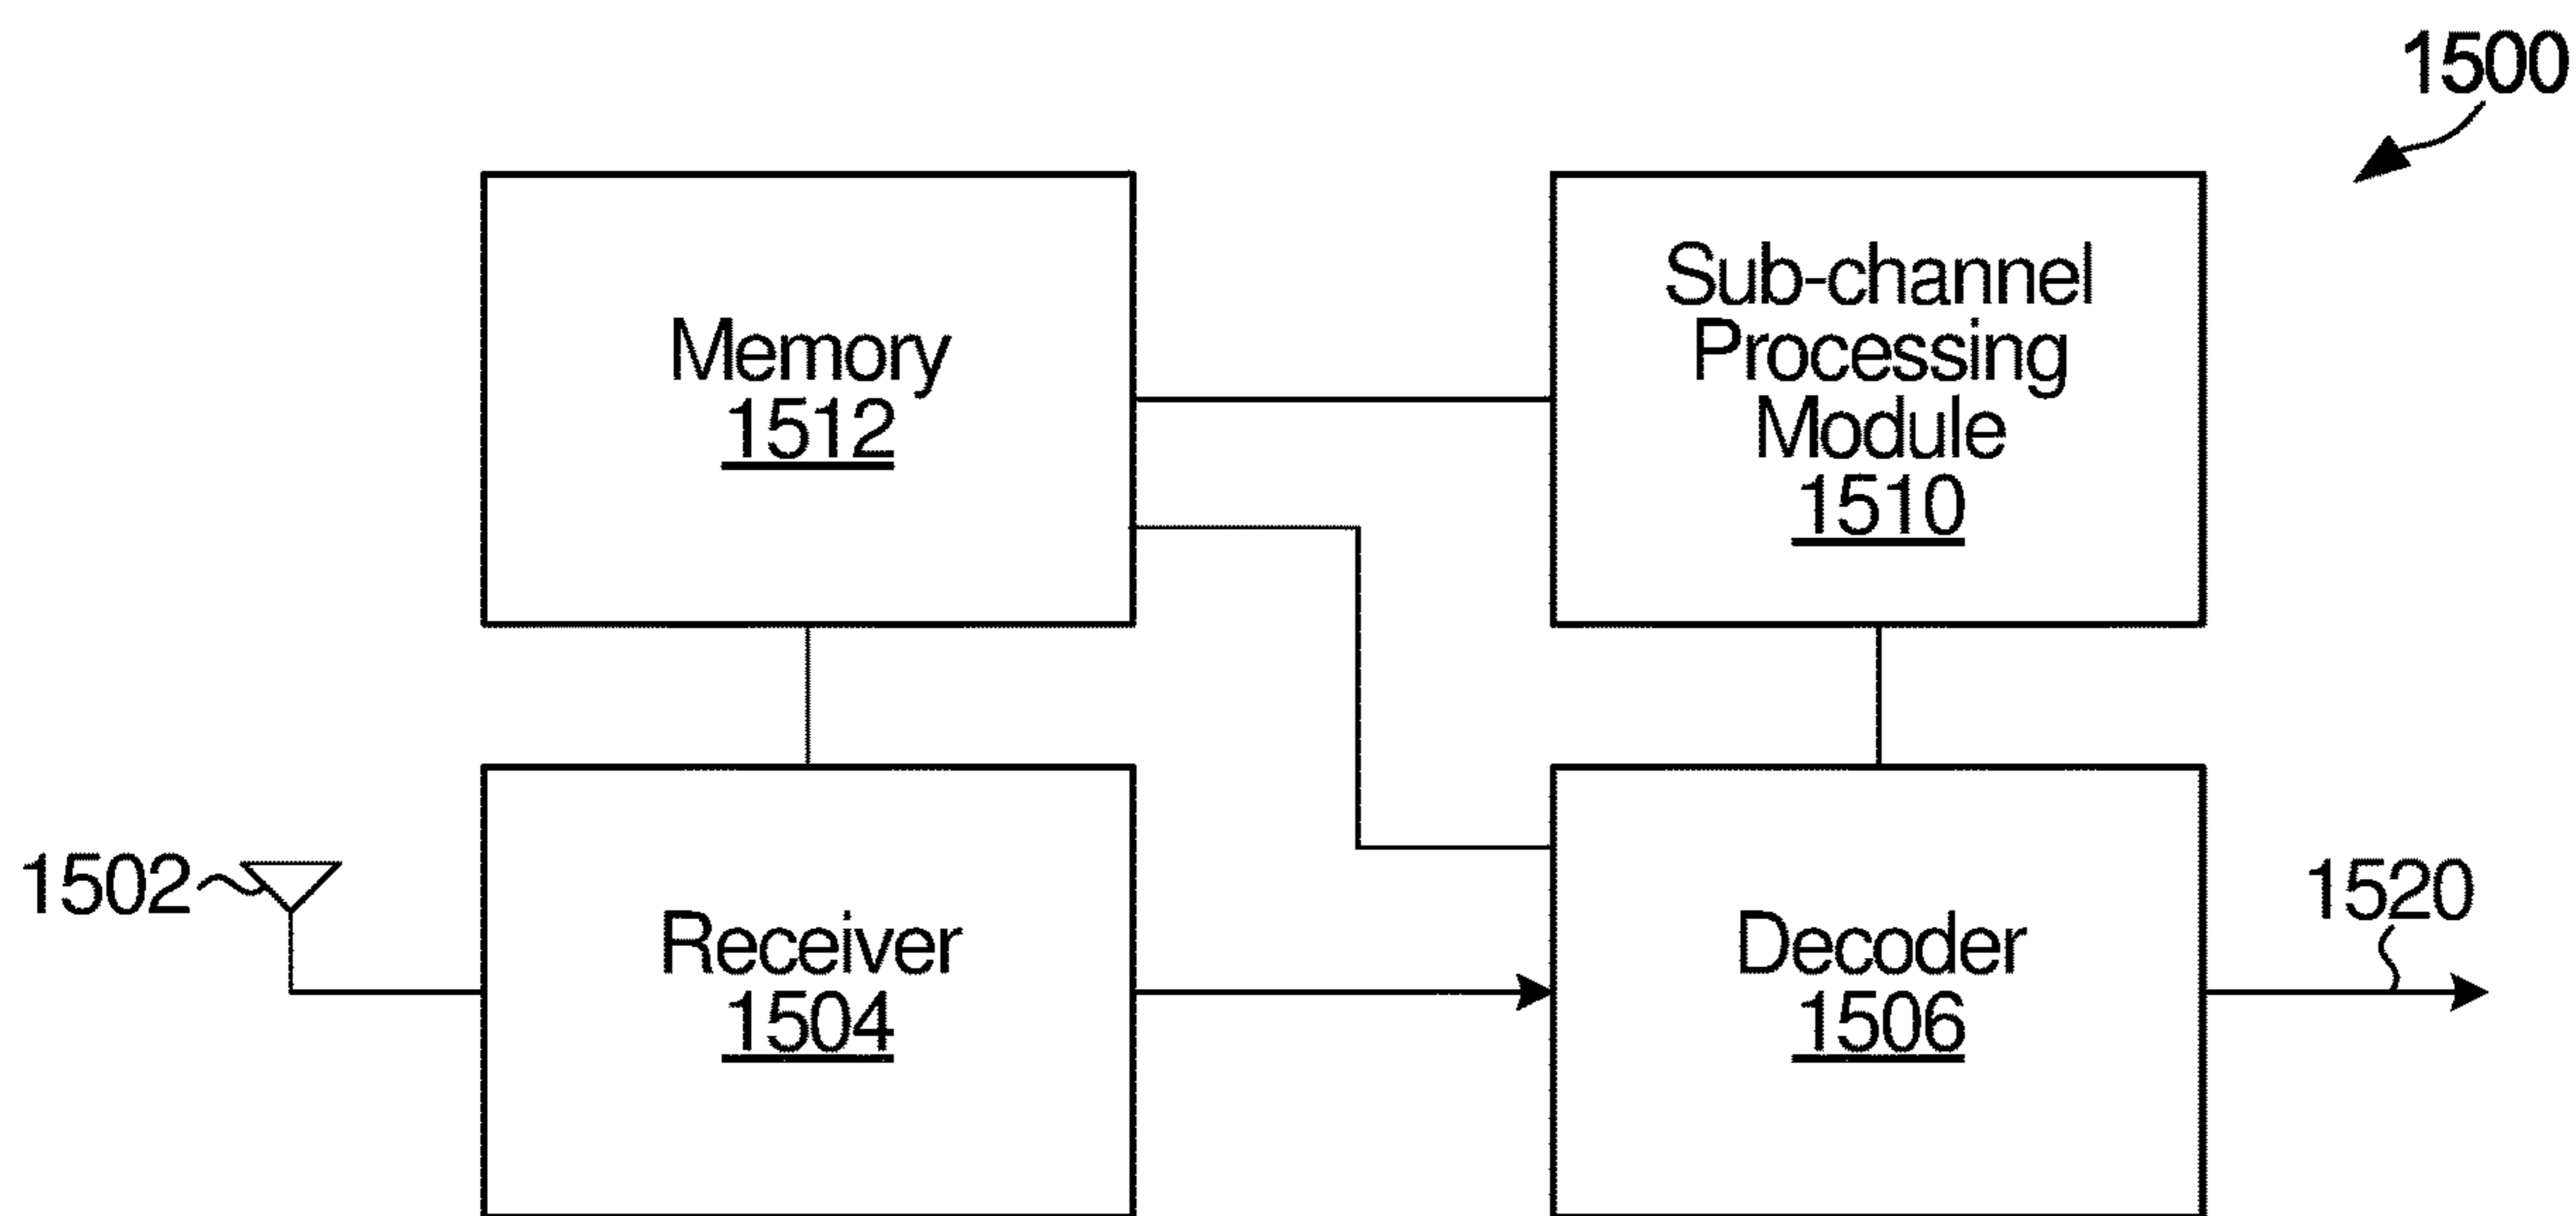 1500
Memory
1512
Sub-channel
Processing
Module
1510
1502
Receiver
1504
Decoder
1506
1520